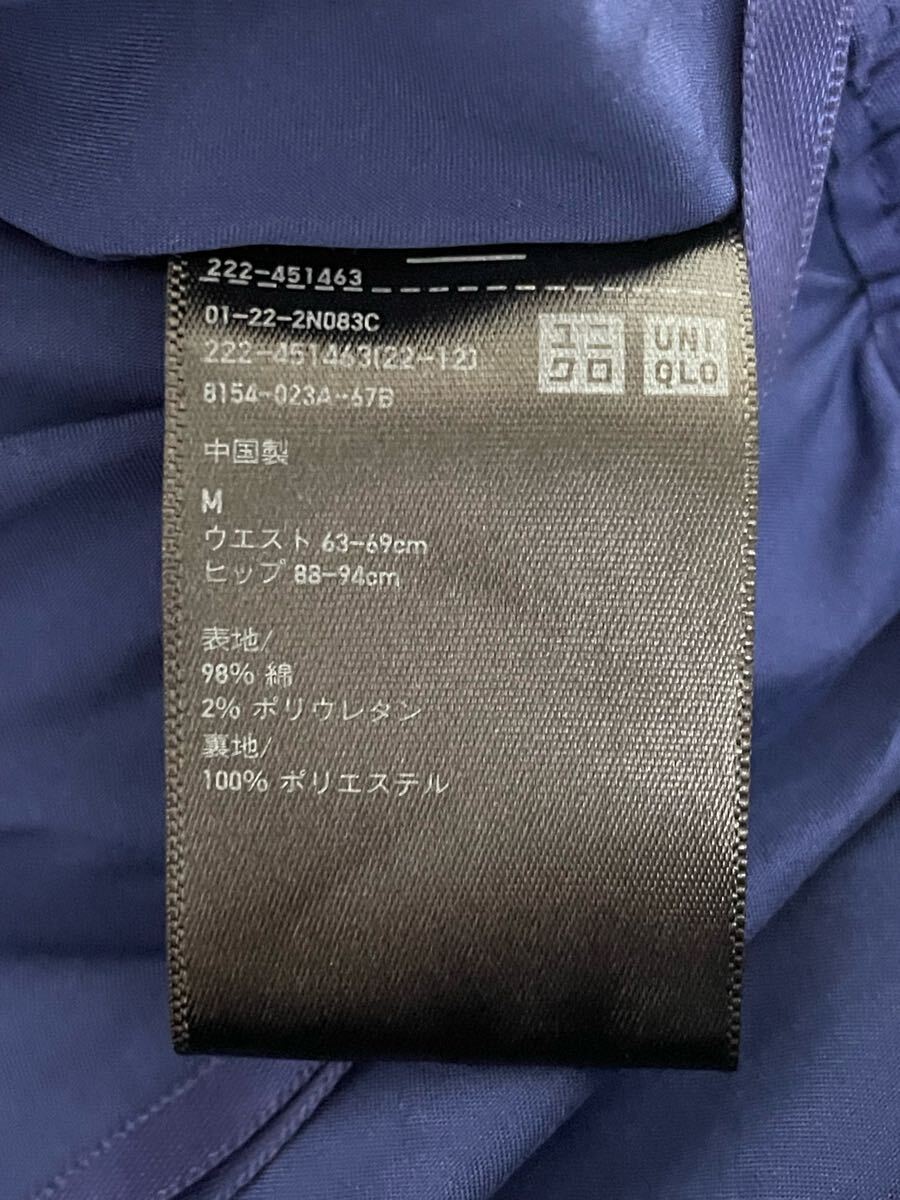 222-451463
01-22-2N083C
222-451463(22-12)
8154-023A-67B
ユニクロ
UNIQLO
中国製
M
ウエスト 63-69cm
ヒップ 88-94cm
表地/
98% 綿
2% ポリウレタン
裏地/
100% ポリエステル